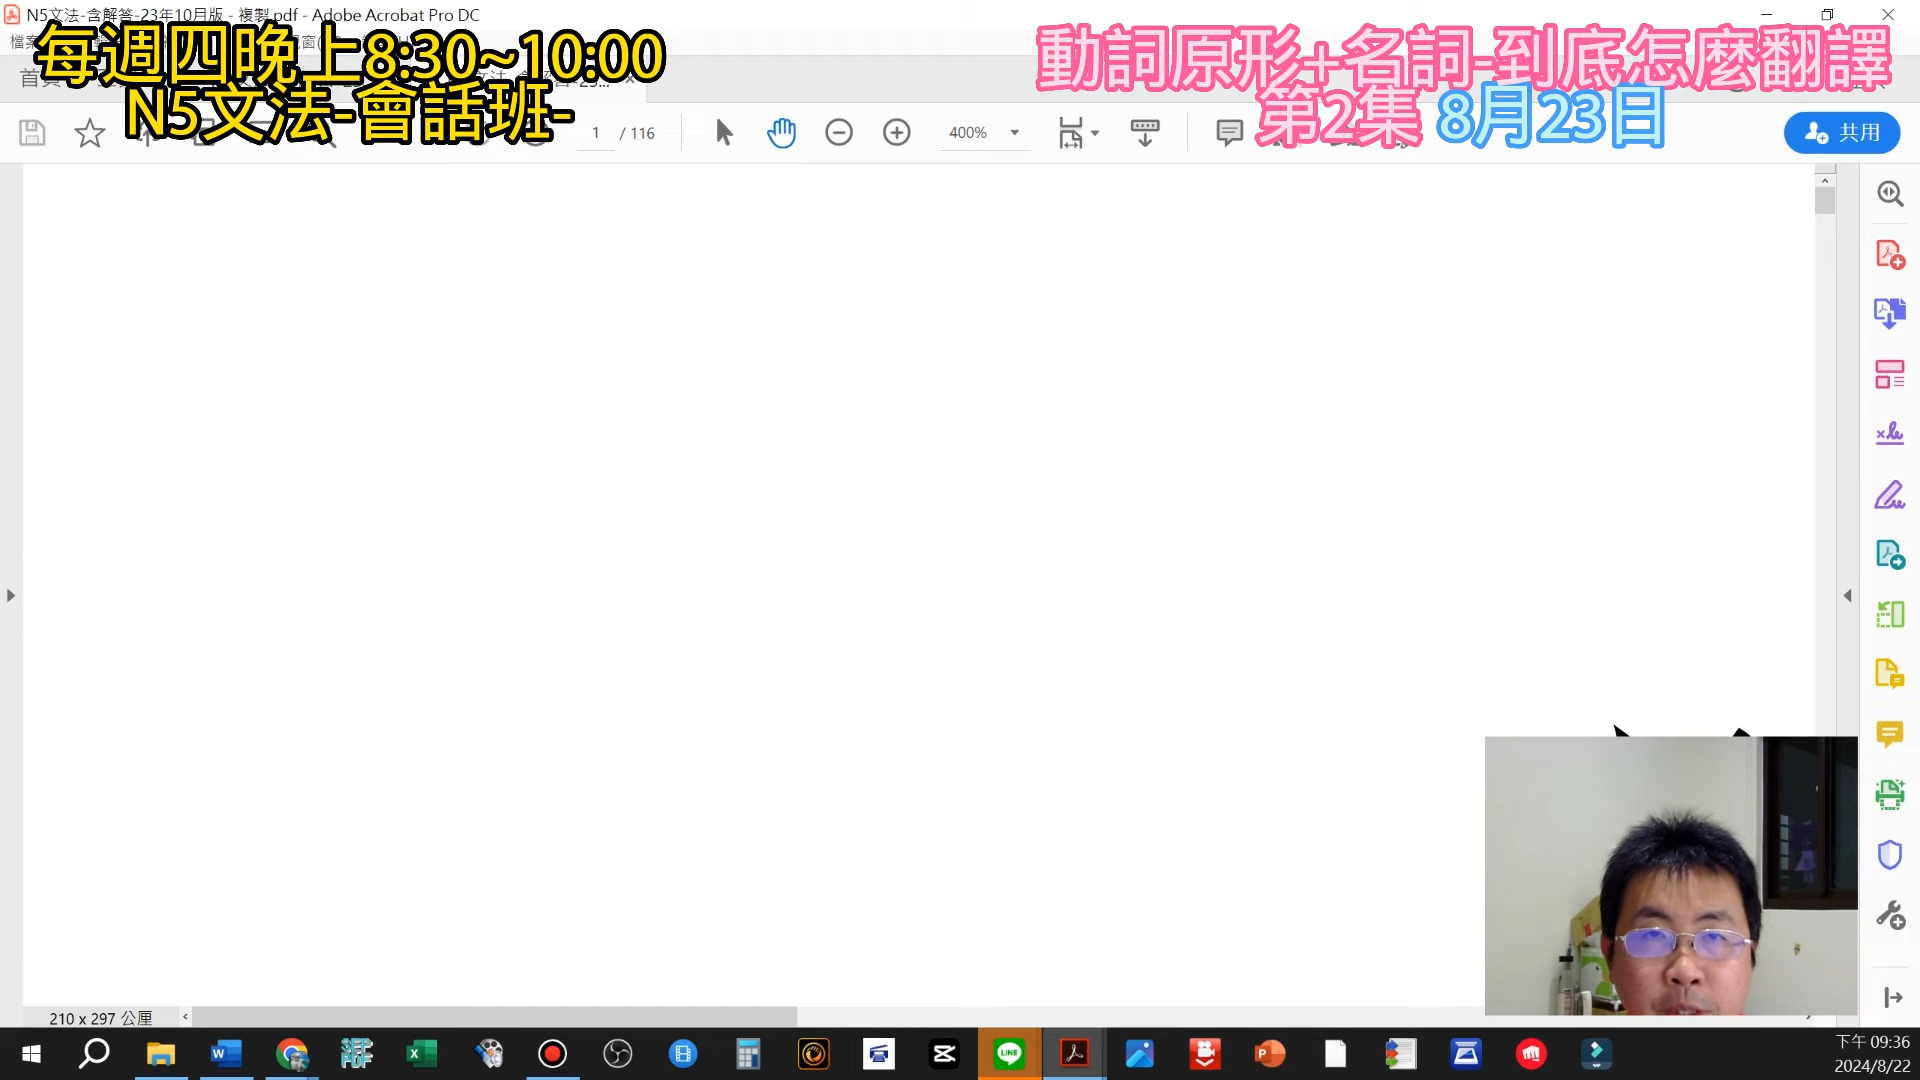 N5文法-含解答-23年10月版 - 複製.pdf - Adobe Acrobat Pro DC
每週四晚上8:30~10:00
N5文法-會話班-
動詞原形+名詞-到底怎麼翻譯
第2集 8月23日
1 / 116
400%
共用
210 x 297 公厘
LINE
下午 09:36
2024/8/22